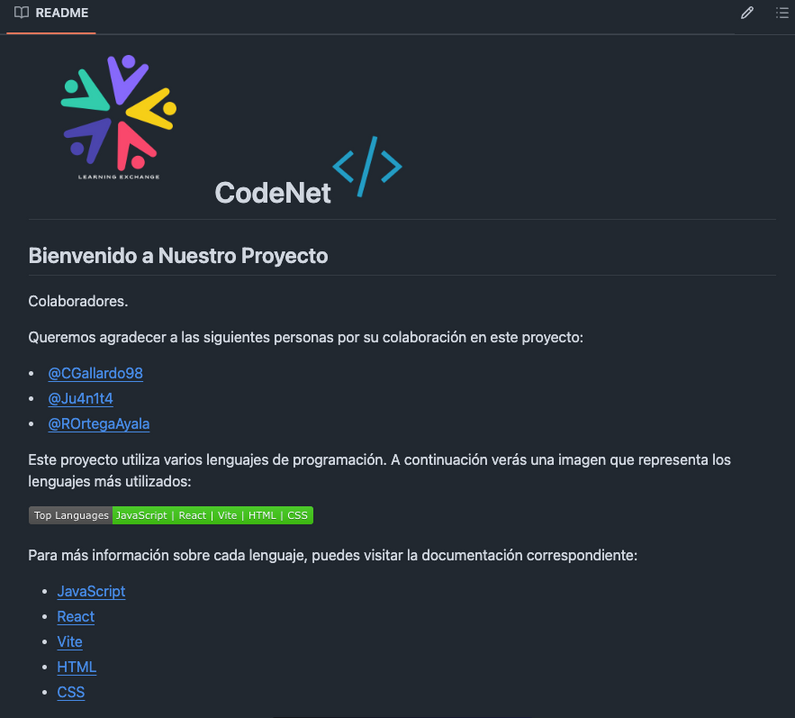 README
LEARNING EXCHANGE
CodeNet </>
Bienvenido a Nuestro Proyecto
Colaboradores.
Queremos agradecer a las siguientes personas por su colaboración en este proyecto:
• @CGallardo98
• @Ju4n1t4
• @ROrtegaAyala
Este proyecto utiliza varios lenguajes de programación. A continuación verás una imagen que representa los
lenguajes más utilizados:
Top Languages JavaScript | React | Vite | HTML | CSS
Para más información sobre cada lenguaje, puedes visitar la documentación correspondiente:
• JavaScript
• React
• Vite
• HTML
• CSS